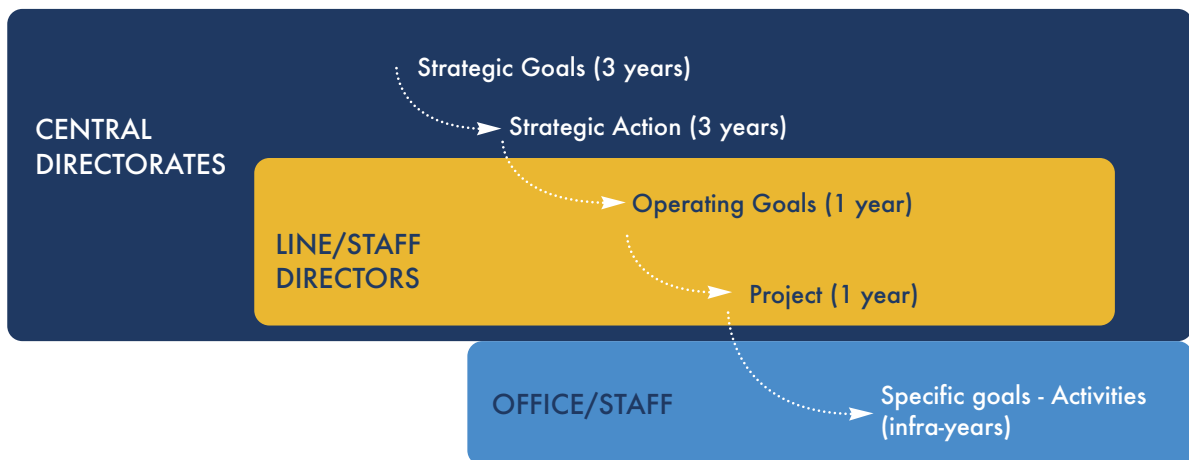 Strategic Goals (3 years)
CENTRAL
DIRECTORATES
Strategic Action (3 years)
Operating Goals (1 year)
LINE/STAFF
DIRECTORS
Project (1 year)
OFFICE/STAFF
Specific goals - Activities
(infra-years)